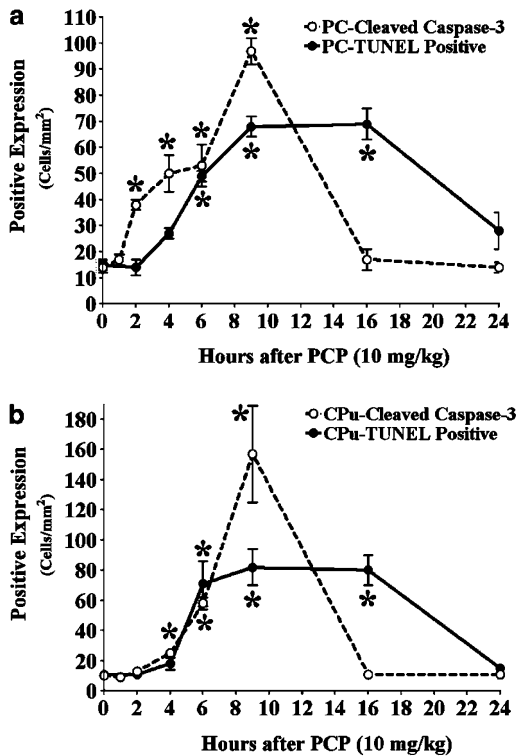 a
PC-Cleaved Caspase-3
PC-TUNEL Positive
Positive Expression
(Cells/mm²)
110
100
90
80
70
60
50
40
30
20
10
0
* * * * * * *
0 2 4 6 8 10 12 14 16 18 20 22 24
Hours after PCP (10 mg/kg)
b
CPu-Cleaved Caspase-3
CPu-TUNEL Positive
Positive Expression
(Cells/mm²)
180
160
140
120
100
80
60
40
20
0
* * * * * *
0 2 4 6 8 10 12 14 16 18 20 22 24
Hours after PCP (10 mg/kg)